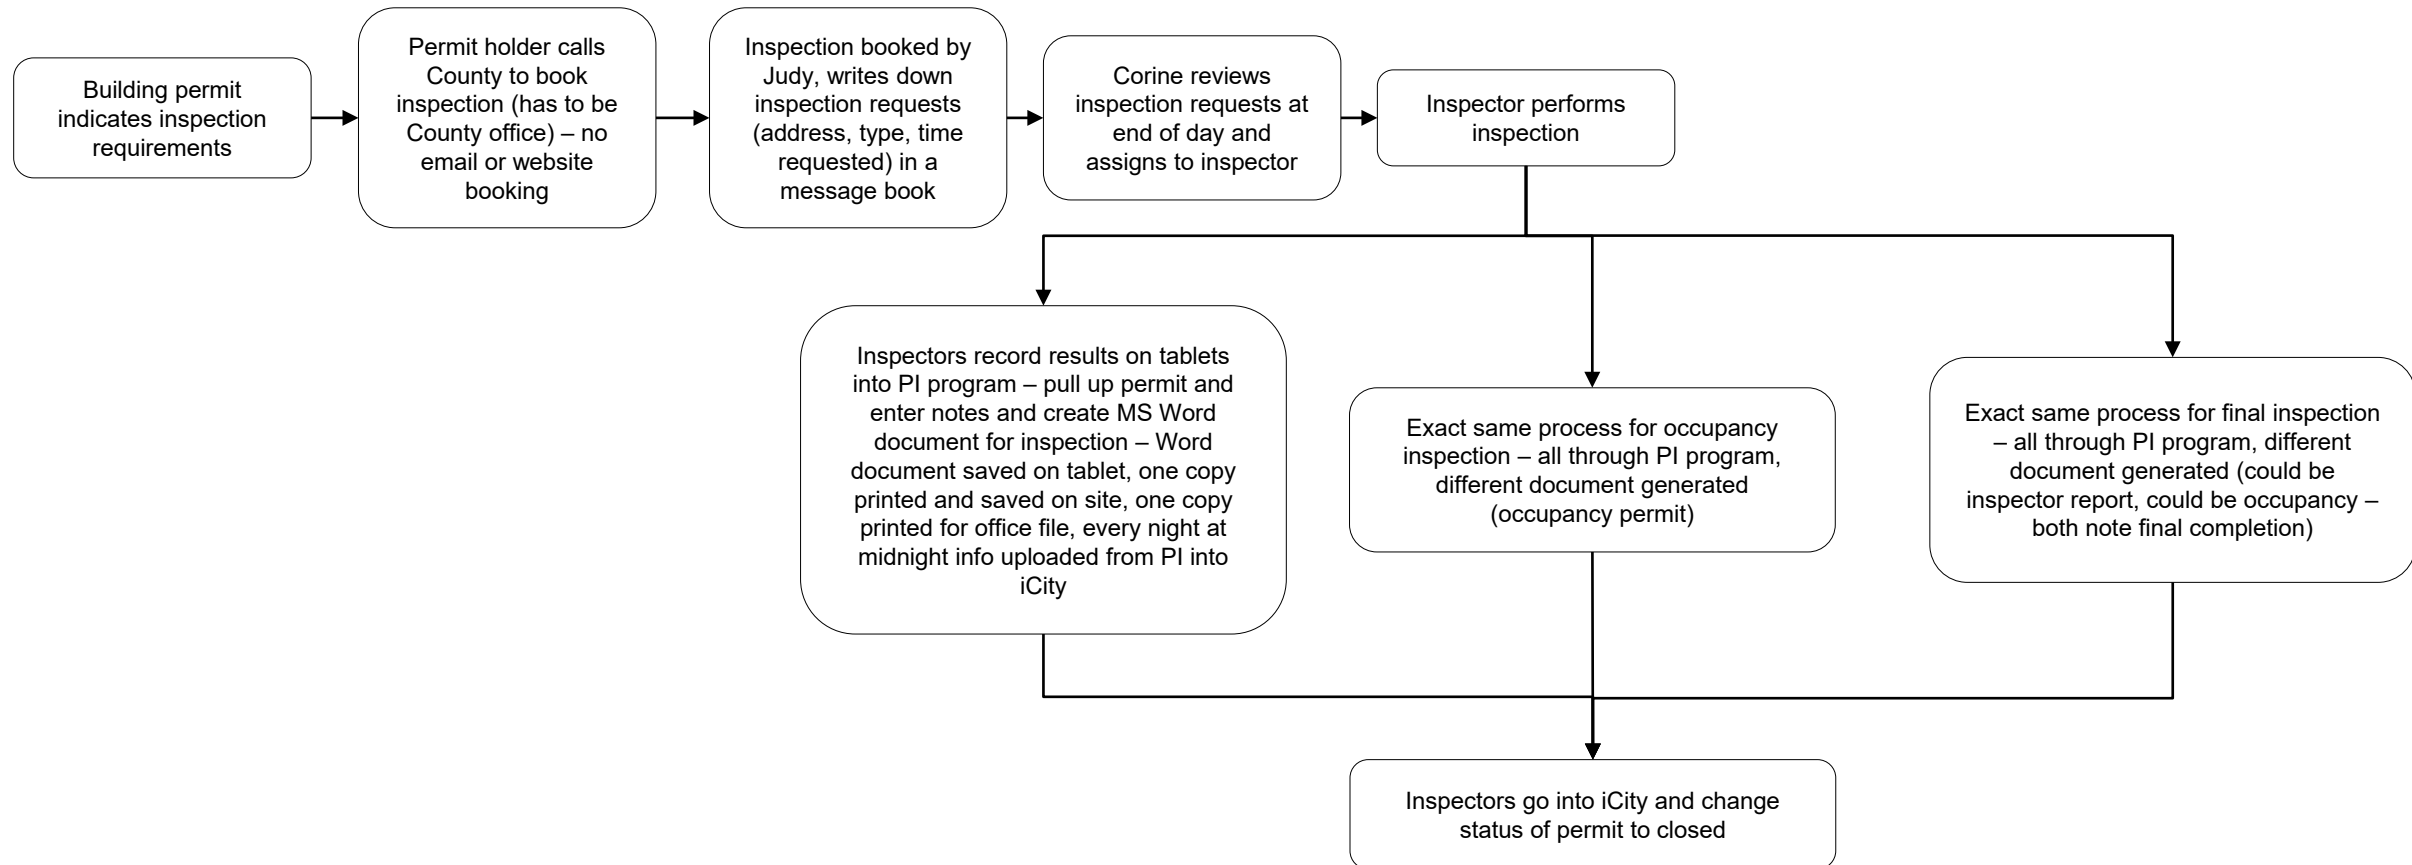 Building permit
indicates inspection
requirements
Permit holder calls
County to book
inspection (has to be
County office) – no
email or website
booking
Inspection booked by
Judy, writes down
inspection requests
(address, type, time
requested) in a
message book
Corine reviews
inspection requests at
end of day and
assigns to inspector
Inspector performs
inspection
Inspectors record results on tablets
into PI program – pull up permit and
enter notes and create MS Word
document for inspection – Word
document saved on tablet, one copy
printed and saved on site, one copy
printed for office file, every night at
midnight info uploaded from PI into
iCity
Exact same process for occupancy
inspection – all through PI program,
different document generated
(occupancy permit)
Exact same process for final inspection
– all through PI program, different
document generated (could be
inspector report, could be occupancy –
both note final completion)
Inspectors go into iCity and change
status of permit to closed